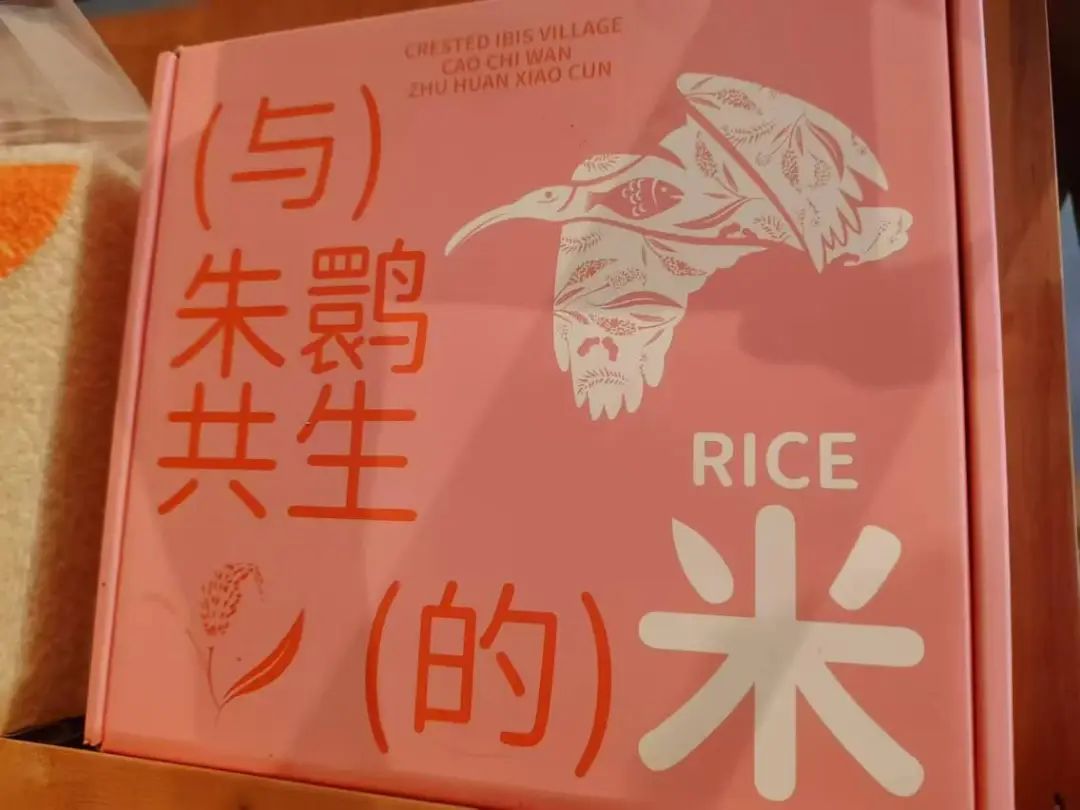 CRESTED IBIS VILLAGE
CAO CHI WAN
ZHU HUAN XIAO CUN
(与)
朱鹮
共生
(的)
RICE
米